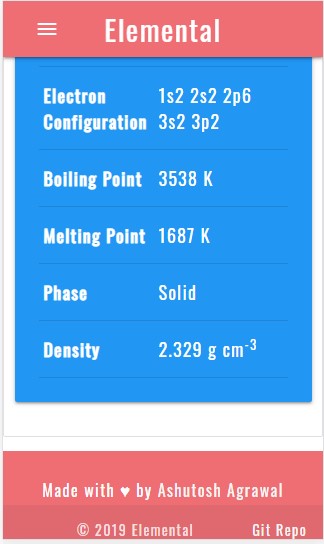 Elemental
Electron Configuration 1s2 2s2 2p6 3s2 3p2
Boiling Point 3538 K
Melting Point 1687 K
Phase Solid
Density 2.329 g cm-3
Made with ♥ by Ashutosh Agrawal
© 2019 Elemental Git Repo